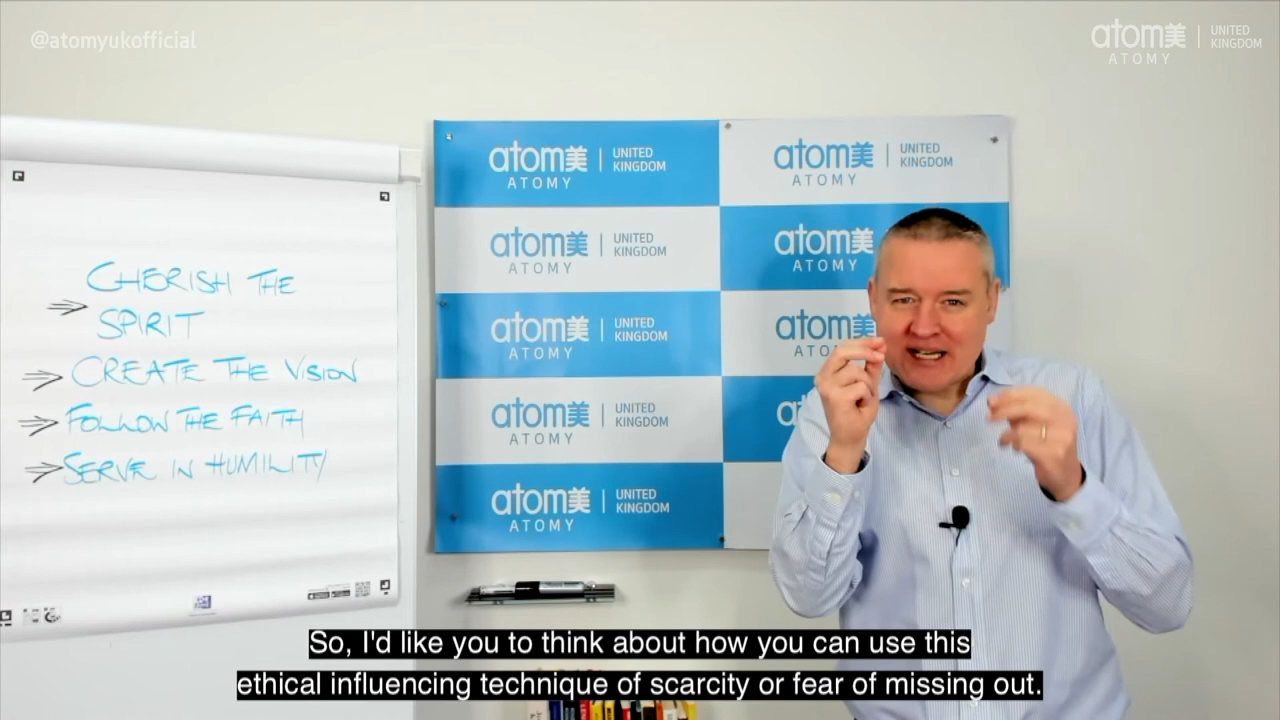 @atomyukofficial
atom美 | UNITED KINGDOM
ATOMY
CHERISH THE
SPIRIT
CREATE THE VISION
FOLLOW THE FAITH
SERVE IN HUMILITY
atom美 | UNITED KINGDOM
ATOMY
atom美 | UNITED KINGDOM
ATOMY
atom美 | UNITED KINGDOM
ATOMY
atom美
ATOMY
atom美 | UNITED KINGDOM
ATOMY
atom美
atom美 | UNITED KINGDOM
ATOMY
atom美 | UNITED KINGDOM
ATOMY
So, I'd like you to think about how you can use this
ethical influencing technique of scarcity or fear of missing out.